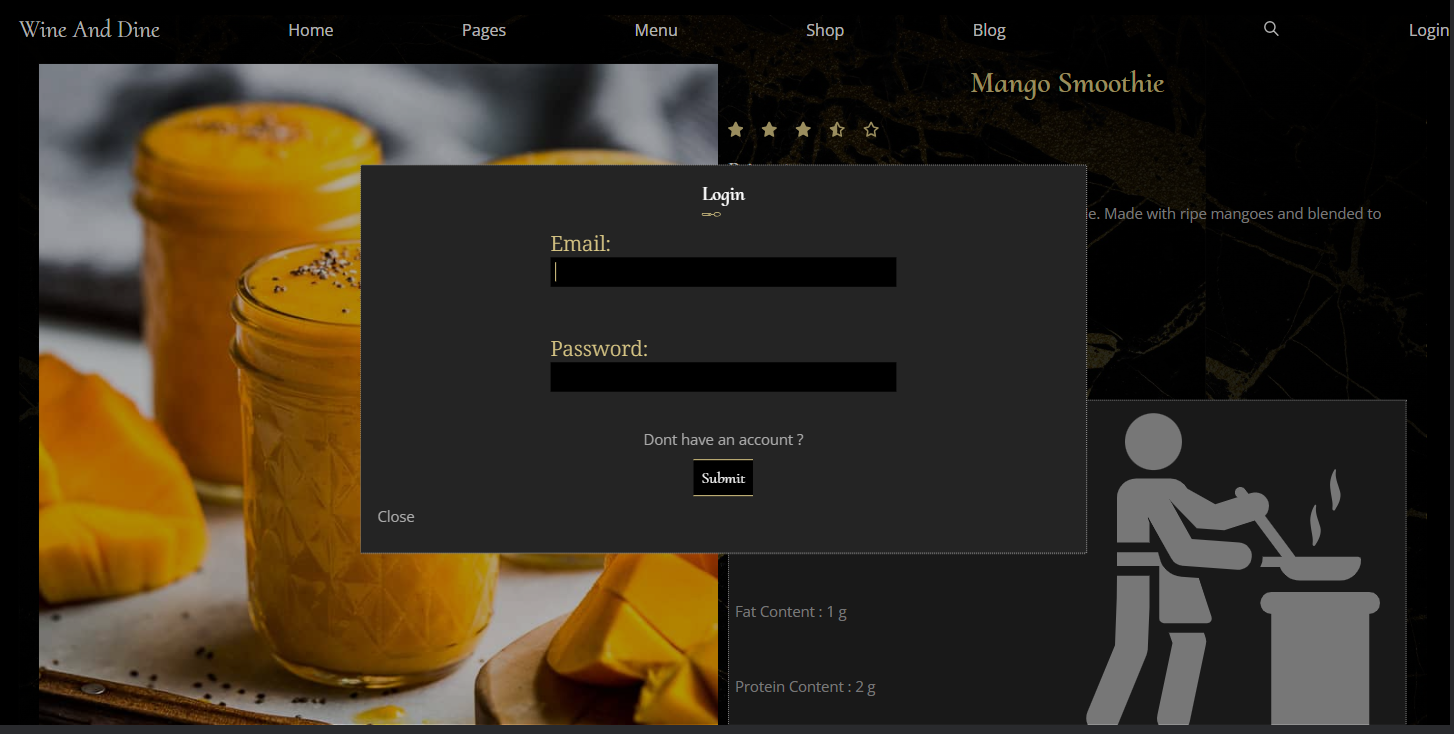 Wine And Dine Home Pages Menu Shop Blog Login
Mango Smoothie
Login
e. Made with ripe mangoes and blended to
Email:
Password:
Dont have an account ?
Submit
Close
Fat Content : 1 g
Protein Content : 2 g